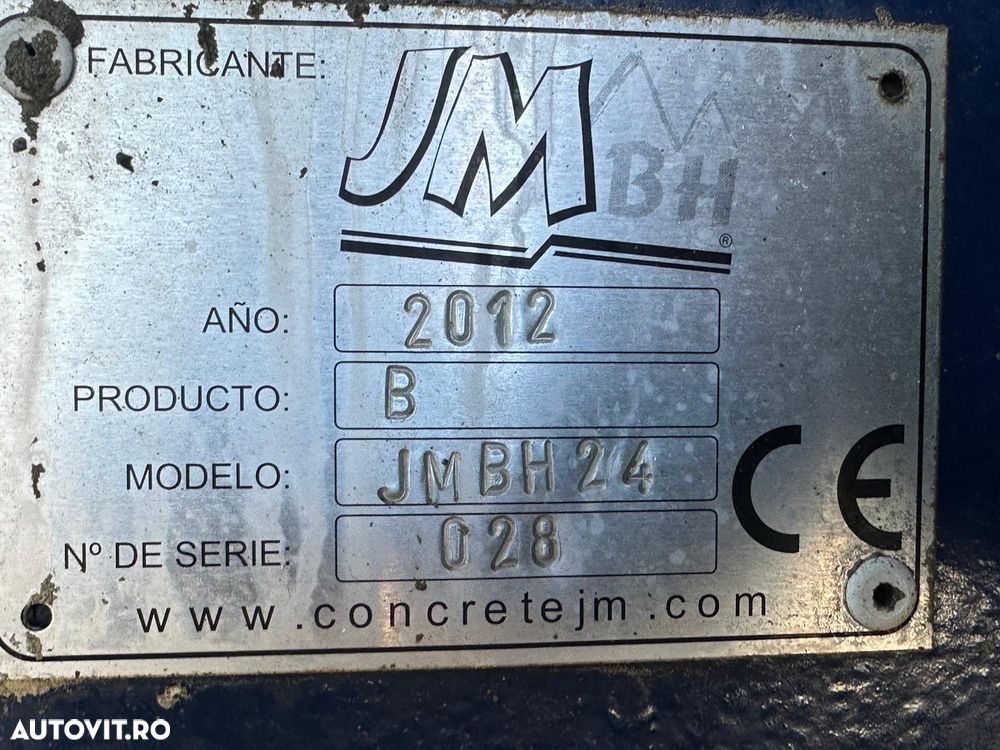 FABRICANTE: JM BH ®
AÑO: 2012
PRODUCTO: B
MODELO: JMBH24
Nº DE SERIE: 028
www.concretejm.com
CE
AUTOVIT.RO